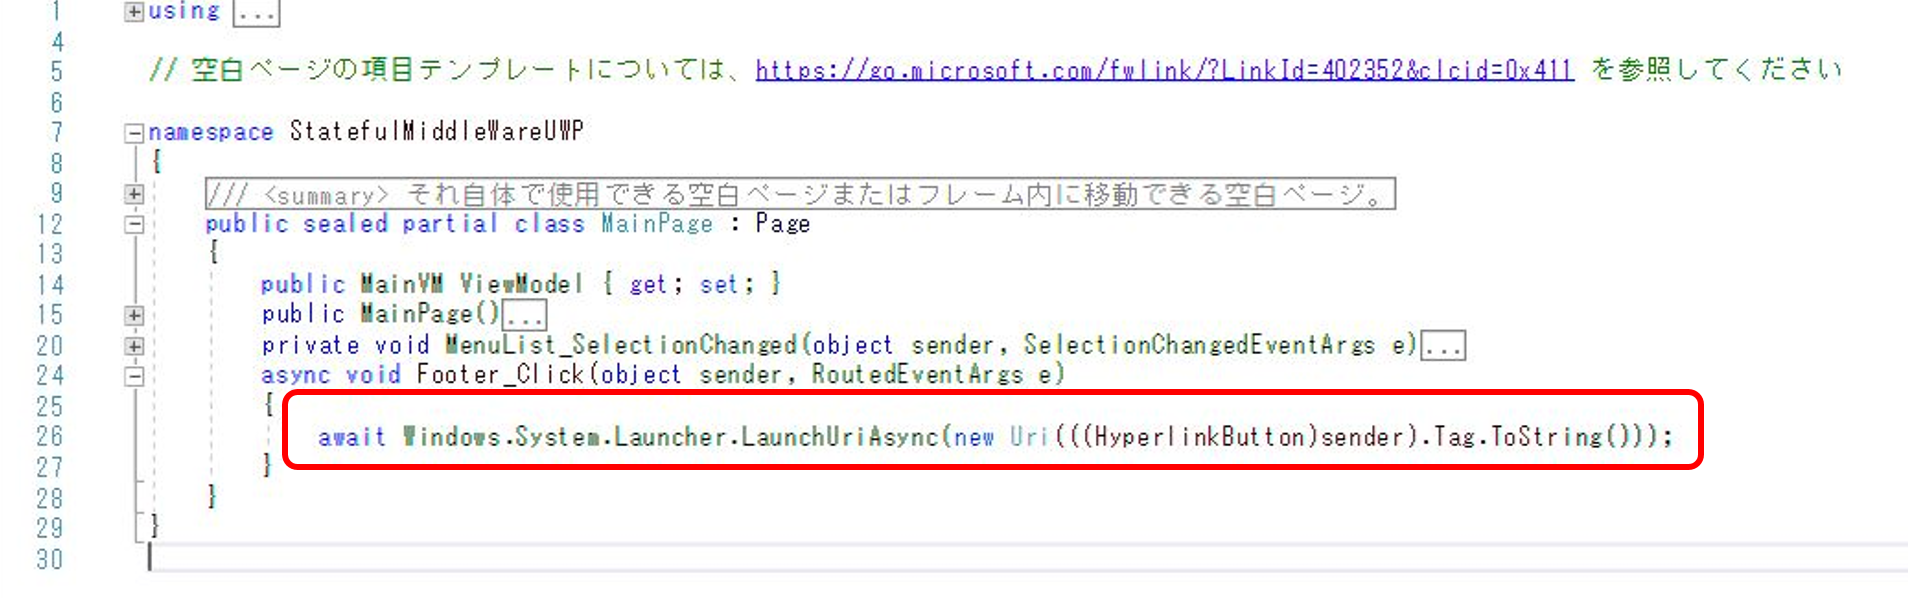 1 using ...
4
5 // 空白ページの項目テンプレートについては、https://go.microsoft.com/fwlink/?LinkId=402352&clcid=0x411 を参照してください
6
7 namespace StatefulMiddleWareUWP
8 {
9 /// <summary> それ自体で使用できる空白ページまたはフレーム内に移動できる空白ページ。
12 public sealed partial class MainPage : Page
13 {
14 public MainVM ViewModel { get; set; }
15 public MainPage()...
20 private void MenuList_SelectionChanged(object sender, SelectionChangedEventArgs e)...
24 async void Footer_Click(object sender, RoutedEventArgs e)
25 {
26 await Windows.System.Launcher.LaunchUriAsync(new Uri(((HyperlinkButton)sender).Tag.ToString()));
27 }
28 }
29 }
30